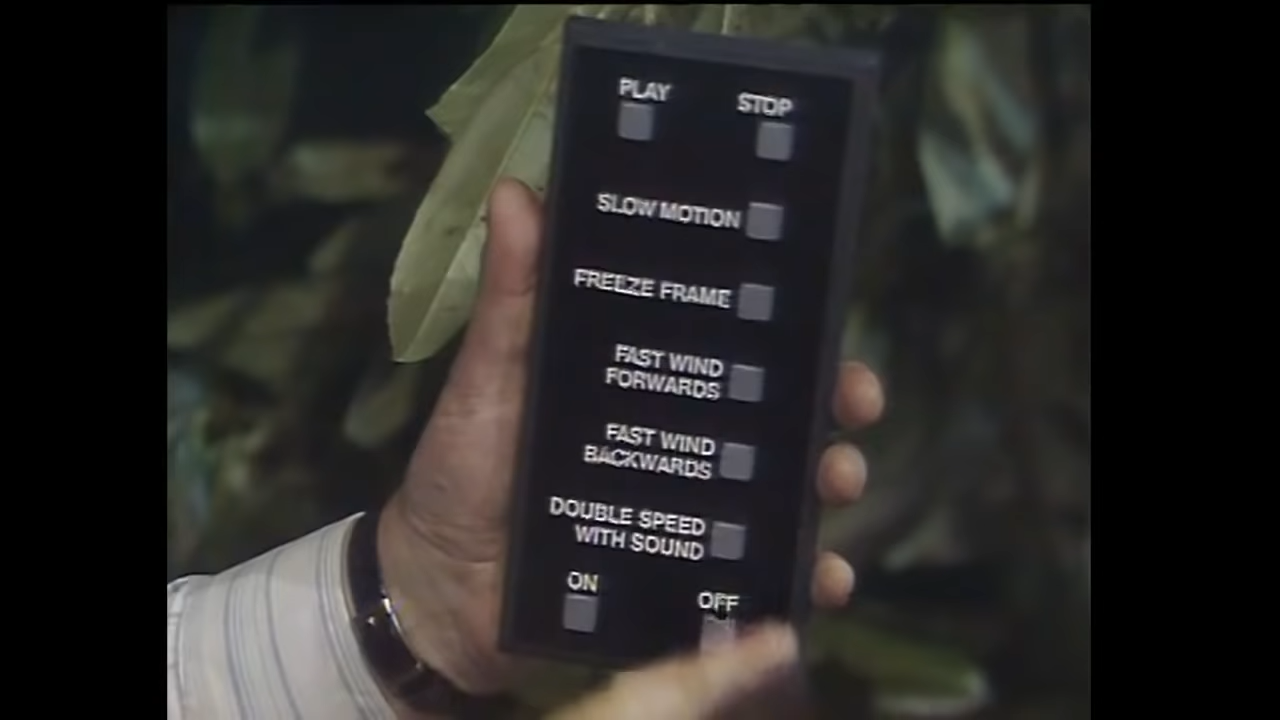 PLAY
STOP
SLOW MOTION
FREEZE FRAME
FAST WIND
FORWARDS
FAST WIND
BACKWARDS
DOUBLE SPEED
WITH SOUND
ON
OFF